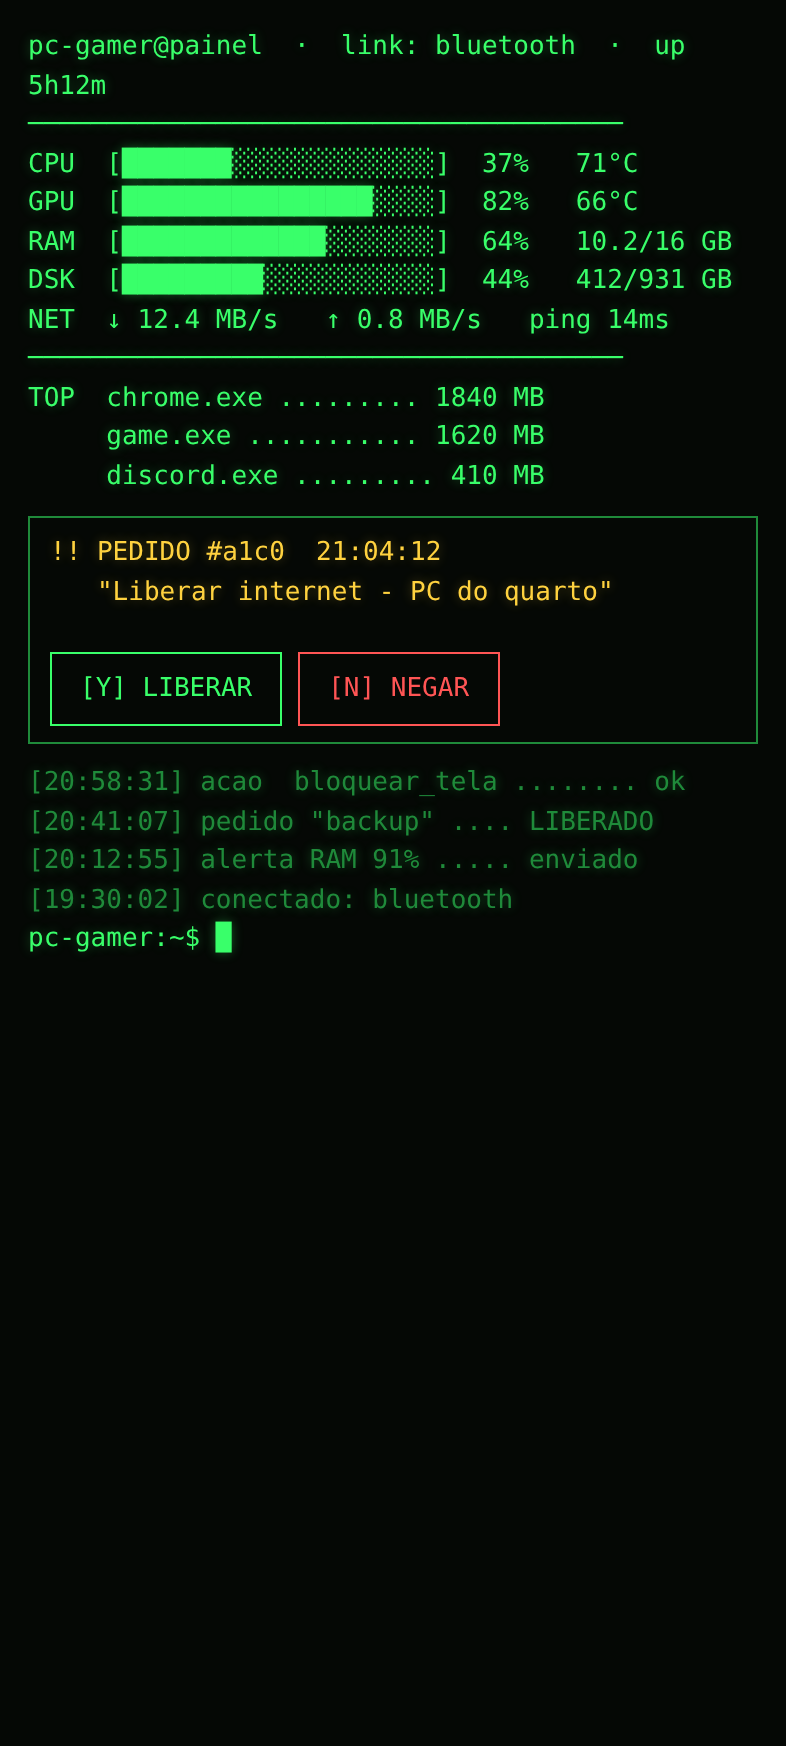 pc-gamer@painel · link: bluetooth · up
5h12m
──────────────────────────────────────
CPU [███████░░░░░░░░░░░░░] 37% 71°C
GPU [████████████████░░░░] 82% 66°C
RAM [█████████████░░░░░░░] 64% 10.2/16 GB
DSK [█████████░░░░░░░░░░░] 44% 412/931 GB
NET ↓ 12.4 MB/s ↑ 0.8 MB/s ping 14ms
──────────────────────────────────────
TOP chrome.exe ......... 1840 MB
game.exe ........... 1620 MB
discord.exe ......... 410 MB
!! PEDIDO #a1c0 21:04:12
"Liberar internet - PC do quarto"
[Y] LIBERAR [N] NEGAR
[20:58:31] acao bloquear_tela ........ ok
[20:41:07] pedido "backup" .... LIBERADO
[20:12:55] alerta RAM 91% ..... enviado
[19:30:02] conectado: bluetooth
pc-gamer:~$ █